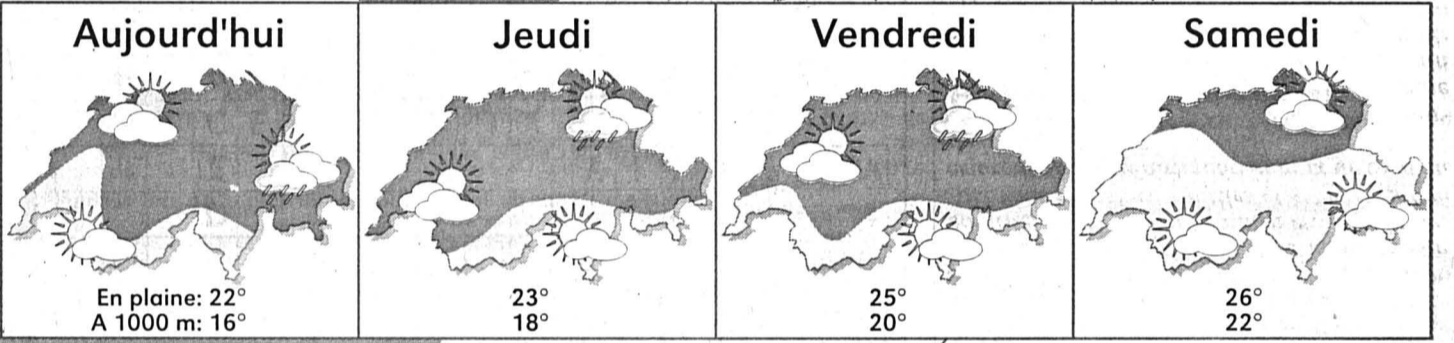 Aujourd'hui
En plaine: 22°
A 1000 m: 16°
Jeudi
23°
18°
Vendredi
25°
20°
Samedi
26°
22°